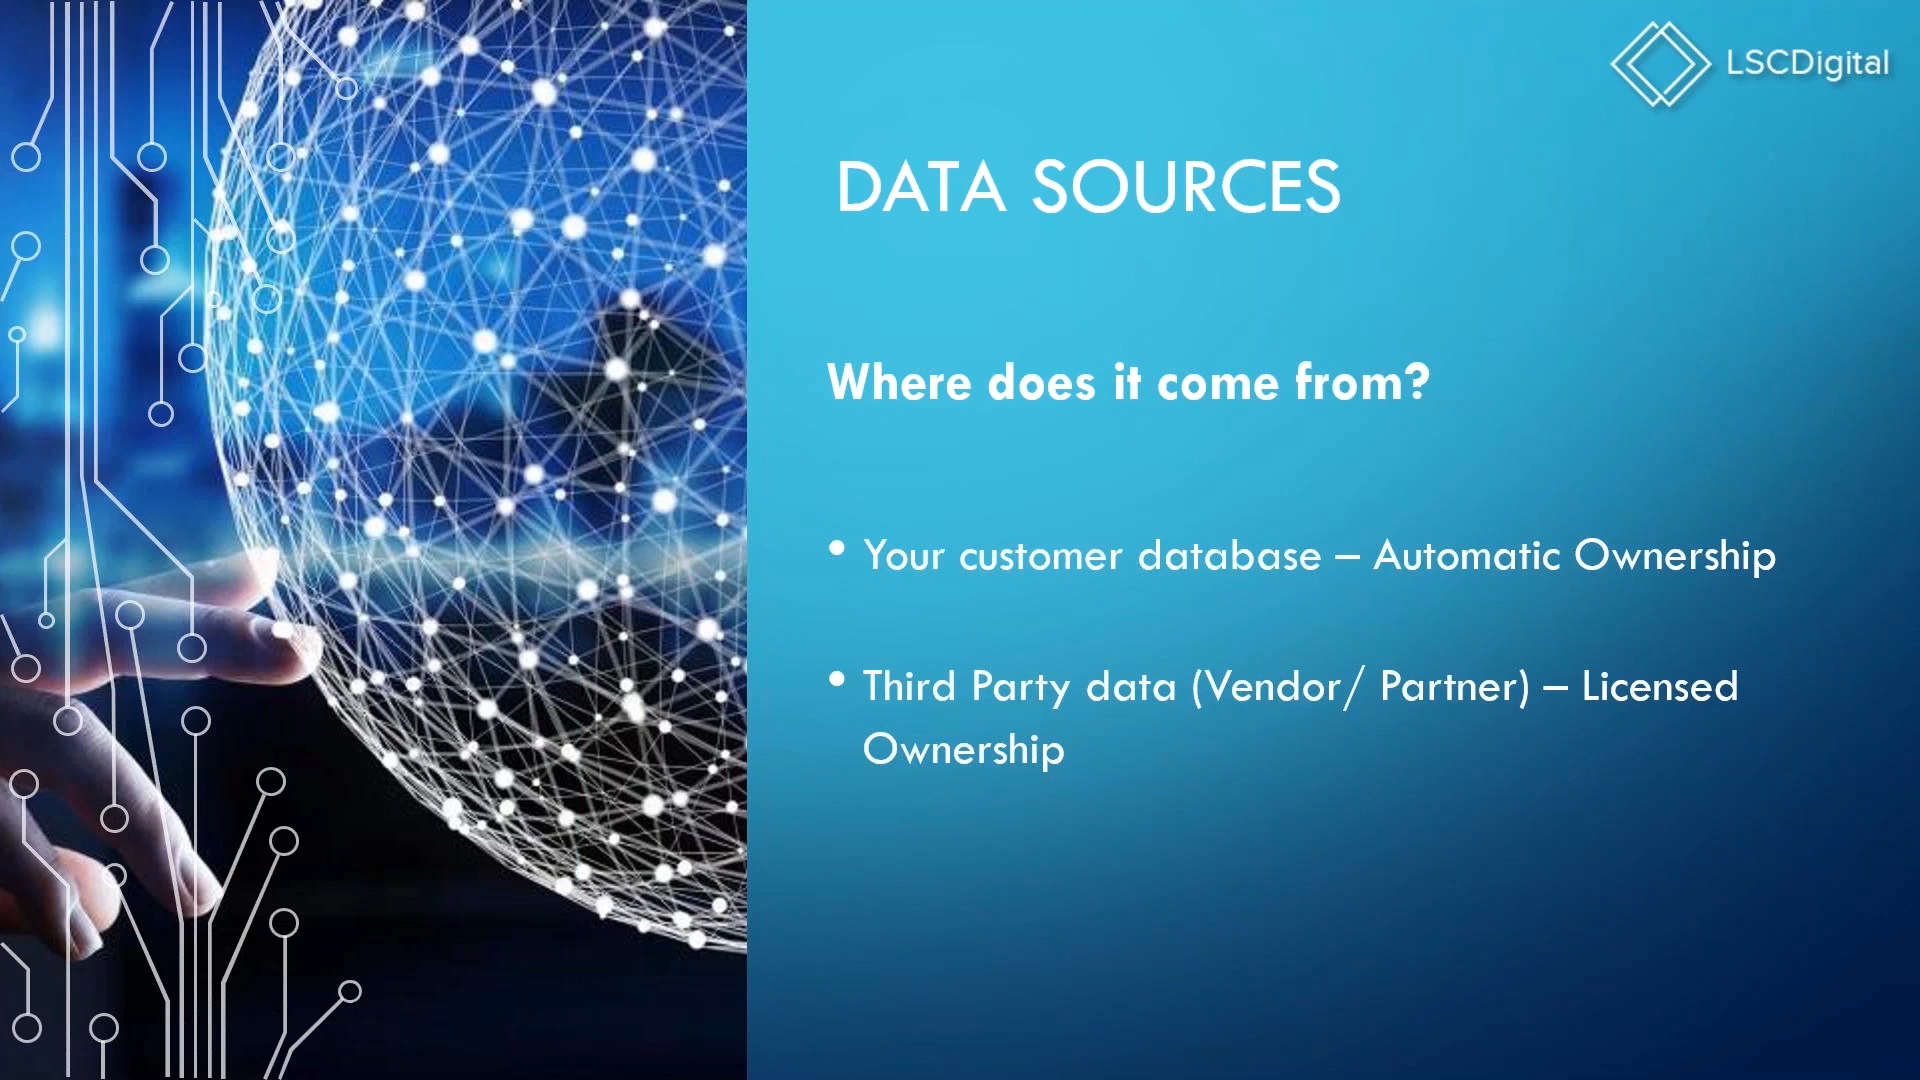 LSCDigital
DATA SOURCES
Where does it come from?
• Your customer database – Automatic Ownership
• Third Party data (Vendor/ Partner) – Licensed
Ownership